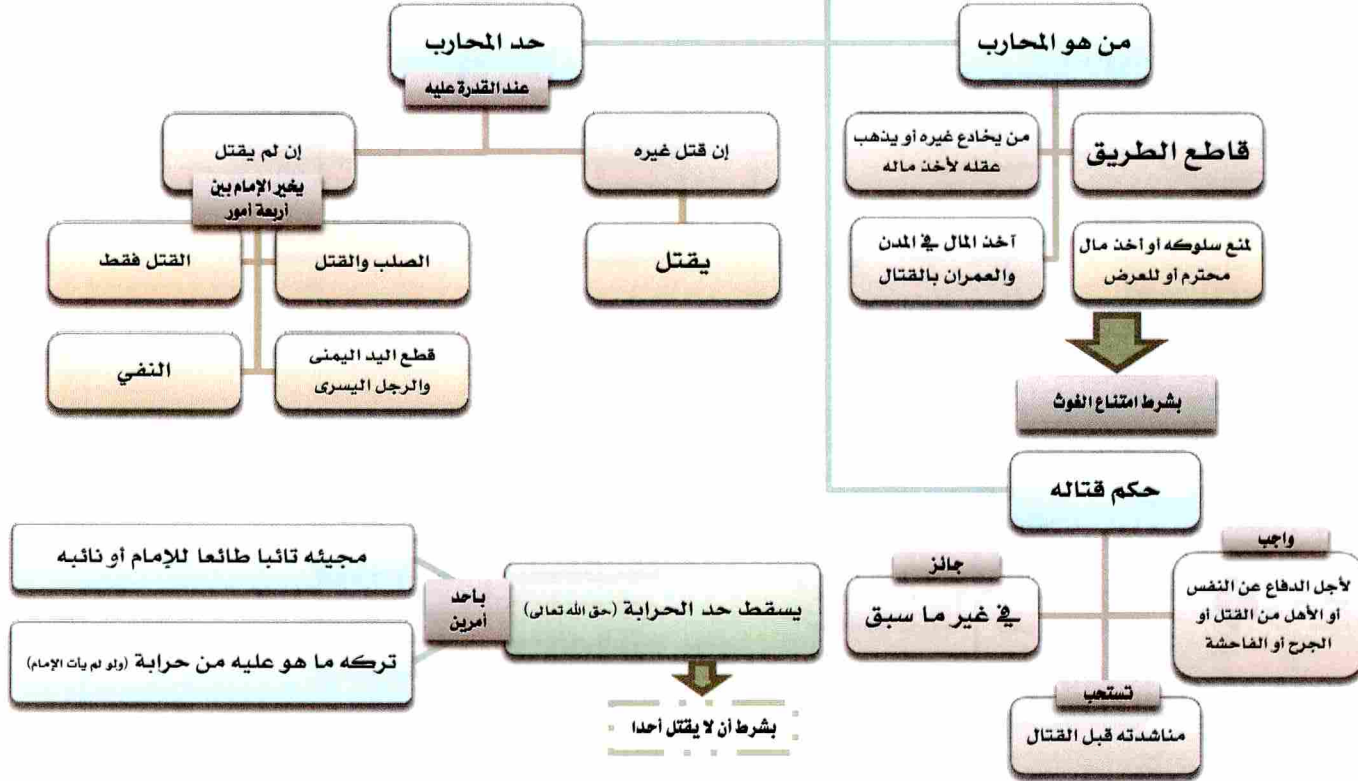 من هو المحارب
قاطع الطريق
من يخادع غيره أو يذهب
عقله لأخذ ماله
لمنع سلوكه أو أخذ مال
محترم أو للعرض
آخذ المال في المدن
والعمران بالقتال
بشرط امتناع الغوث
حد المحارب
عند القدرة عليه
إن قتل غيره
يقتل
إن لم يقتل
يخير الإمام بين
أربعة أمور
الصلب والقتل
القتل فقط
قطع اليد اليمنى
والرجل اليسرى
النفي
حكم قتاله
واجب
لأجل الدفاع عن النفس
أو الأهل من القتل أو
الجرح أو الفاحشة
جائز
في غير ما سبق
تستحب
مناشدته قبل القتال
يسقط حد الحرابة (حق الله تعالى)
بأحد
أمرين
مجيئه تائبا طائعا للإمام أو نائبه
تركه ما هو عليه من حرابة (ولو لم يأت الإمام)
بشرط أن لا يقتل أحدا